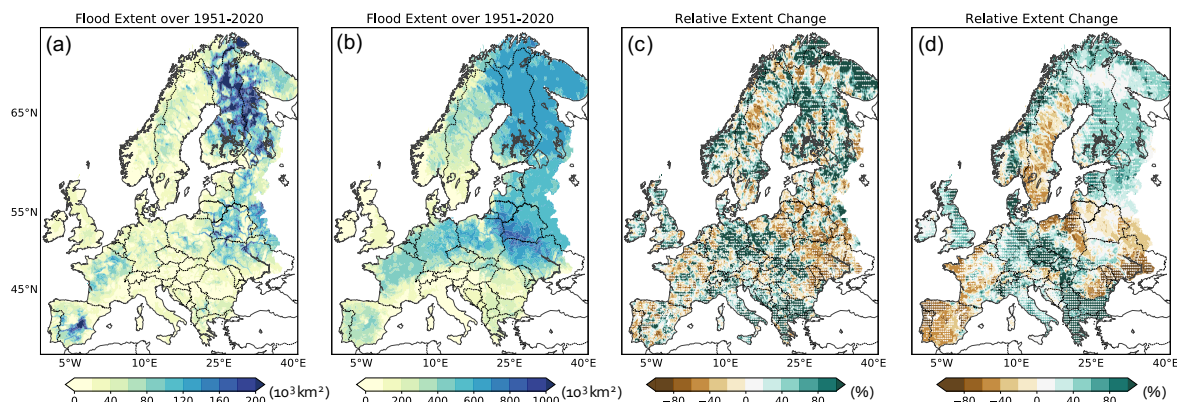 Flood Extent over 1951-2020
Flood Extent over 1951-2020
Relative Extent Change
Relative Extent Change
(a)
(b)
(c)
(d)
65°N
55°N
45°N
5°W 10°E 25°E 40°E
5°W 10°E 25°E 40°E
5°W 10°E 25°E 40°E
5°W 10°E 25°E 40°E
0 40 80 120 160 200 (10³km²)
0 200 400 600 800 1000 (10³km²)
−80 −40 0 40 80 (%)
−80 −40 0 40 80 (%)